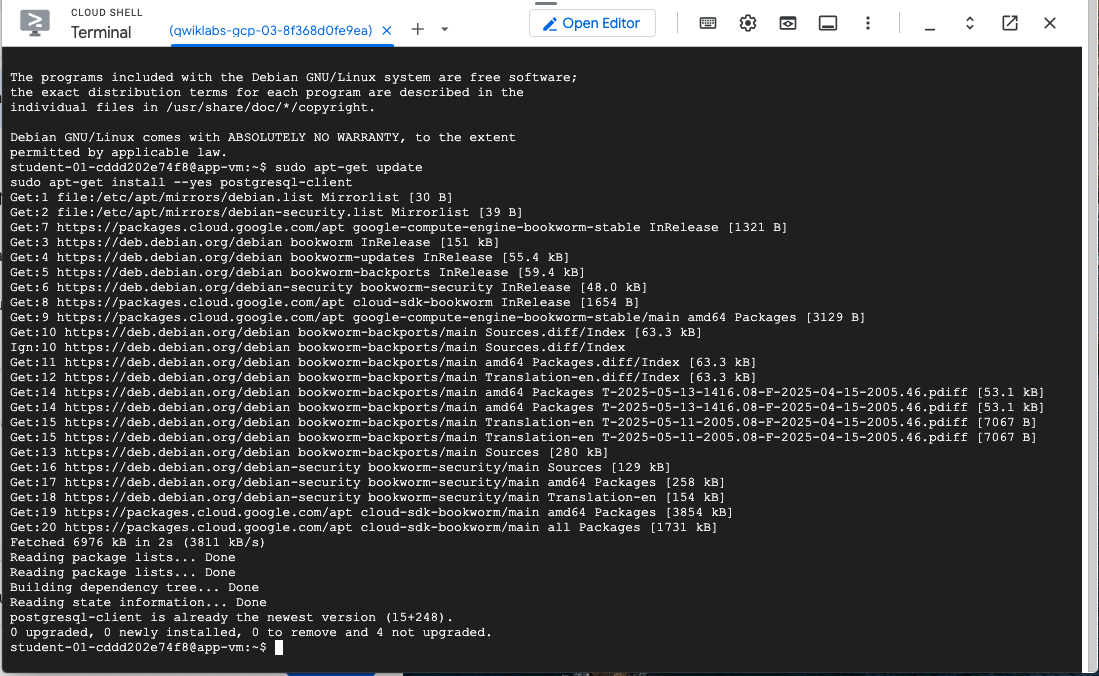 CLOUD SHELL
Terminal
(qwiklabs-gcp-03-8f368d0fe9ea)
Open Editor
The programs included with the Debian GNU/Linux system are free software;
the exact distribution terms for each program are described in the
individual files in /usr/share/doc/*/copyright.
Debian GNU/Linux comes with ABSOLUTELY NO WARRANTY, to the extent
permitted by applicable law.
student-01-cddd202e74f8@app-vm:~$ sudo apt-get update
sudo apt-get install --yes postgresql-client
Get:1 file:/etc/apt/mirrors/debian.list Mirrorlist [30 B]
Get:2 file:/etc/apt/mirrors/debian-security.list Mirrorlist [39 B]
Get:7 https://packages.cloud.google.com/apt google-compute-engine-bookworm-stable InRelease [1321 B]
Get:3 https://deb.debian.org/debian bookworm InRelease [151 kB]
Get:4 https://deb.debian.org/debian bookworm-updates InRelease [55.4 kB]
Get:5 https://deb.debian.org/debian bookworm-backports InRelease [59.4 kB]
Get:6 https://deb.debian.org/debian-security bookworm-security InRelease [48.0 kB]
Get:8 https://packages.cloud.google.com/apt cloud-sdk-bookworm InRelease [1654 B]
Get:9 https://packages.cloud.google.com/apt google-compute-engine-bookworm-stable/main amd64 Packages [3129 B]
Get:10 https://deb.debian.org/debian bookworm-backports/main Sources.diff/Index [63.3 kB]
Ign:10 https://deb.debian.org/debian bookworm-backports/main Sources.diff/Index
Get:11 https://deb.debian.org/debian bookworm-backports/main amd64 Packages.diff/Index [63.3 kB]
Get:12 https://deb.debian.org/debian bookworm-backports/main Translation-en.diff/Index [63.3 kB]
Get:14 https://deb.debian.org/debian bookworm-backports/main amd64 Packages T-2025-05-13-1416.08-F-2025-04-15-2005.46.pdiff [53.1 kB]
Get:14 https://deb.debian.org/debian bookworm-backports/main amd64 Packages T-2025-05-13-1416.08-F-2025-04-15-2005.46.pdiff [53.1 kB]
Get:15 https://deb.debian.org/debian bookworm-backports/main Translation-en T-2025-05-11-2005.08-F-2025-04-15-2005.46.pdiff [7067 B]
Get:15 https://deb.debian.org/debian bookworm-backports/main Translation-en T-2025-05-11-2005.08-F-2025-04-15-2005.46.pdiff [7067 B]
Get:13 https://deb.debian.org/debian bookworm-backports/main Sources [280 kB]
Get:16 https://deb.debian.org/debian-security bookworm-security/main Sources [129 kB]
Get:17 https://deb.debian.org/debian-security bookworm-security/main amd64 Packages [258 kB]
Get:18 https://deb.debian.org/debian-security bookworm-security/main Translation-en [154 kB]
Get:19 https://packages.cloud.google.com/apt cloud-sdk-bookworm/main amd64 Packages [3854 kB]
Get:20 https://packages.cloud.google.com/apt cloud-sdk-bookworm/main all Packages [1731 kB]
Fetched 6976 kB in 2s (3811 kB/s)
Reading package lists... Done
Reading package lists... Done
Building dependency tree... Done
Reading state information... Done
postgresql-client is already the newest version (15+248).
0 upgraded, 0 newly installed, 0 to remove and 4 not upgraded.
student-01-cddd202e74f8@app-vm:~$